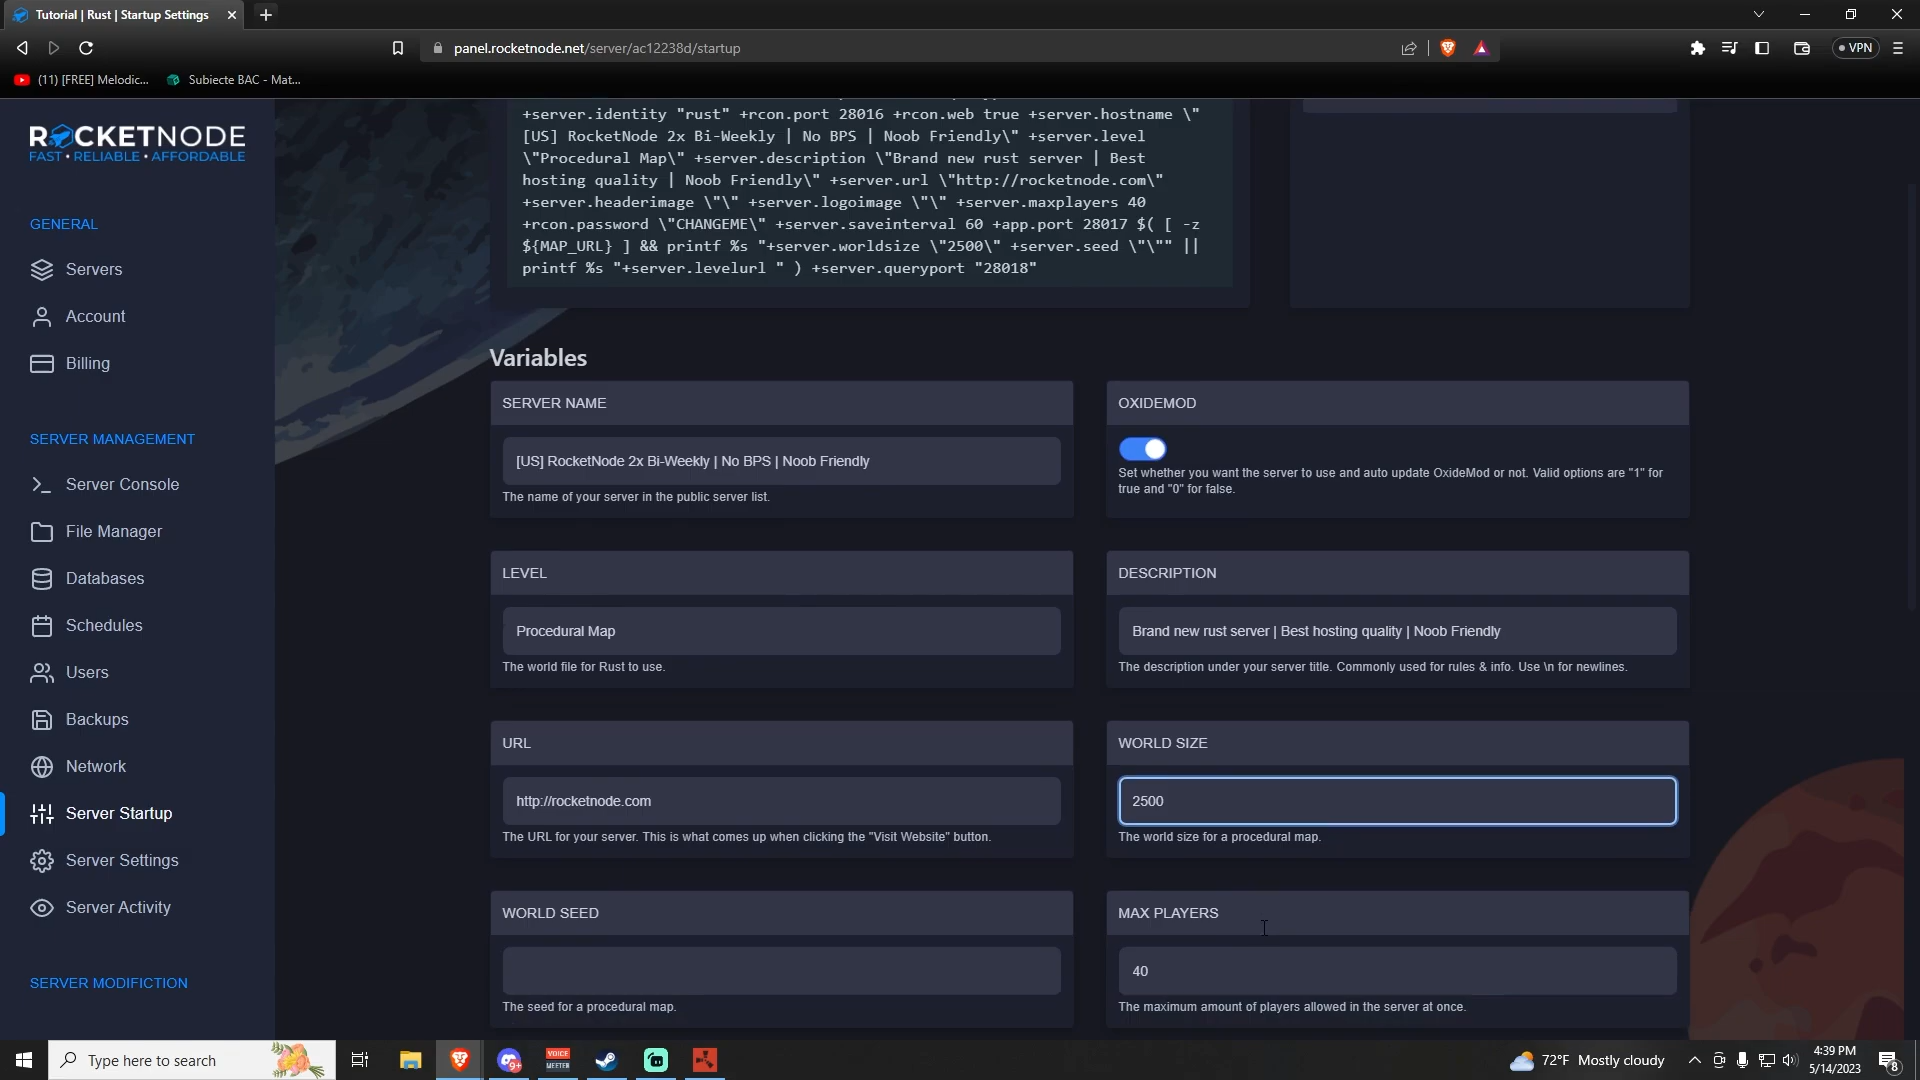 Tutorial | Rust | Startup Settings
panel.rocketnode.net/server/ac12238d/startup
VPN
(11) [FREE] Melodic...
Subiecte BAC - Mat...
ROCKETNODE
FAST • RELIABLE • AFFORDABLE
GENERAL
Servers
Account
Billing
SERVER MANAGEMENT
Server Console
File Manager
Databases
Schedules
Users
Backups
Network
Server Startup
Server Settings
Server Activity
SERVER MODIFICTION
+server.identity "rust" +rcon.port 28016 +rcon.web true +server.hostname \"
[US] RocketNode 2x Bi-Weekly | No BPS | Noob Friendly\" +server.level
\"Procedural Map\" +server.description \"Brand new rust server | Best
hosting quality | Noob Friendly\" +server.url \"http://rocketnode.com\"
+server.headerimage \"\" +server.logoimage \"\" +server.maxplayers 40
+rcon.password \"CHANGEME\" +server.saveinterval 60 +app.port 28017 $( [ -z
${MAP_URL} ] && printf %s "+server.worldsize \"2500\" +server.seed \"\"" ||
printf %s "+server.levelurl " ) +server.queryport "28018"
Variables
SERVER NAME
[US] RocketNode 2x Bi-Weekly | No BPS | Noob Friendly
The name of your server in the public server list.
OXIDEMOD
Set whether you want the server to use and auto update OxideMod or not. Valid options are "1" for
true and "0" for false.
LEVEL
Procedural Map
The world file for Rust to use.
DESCRIPTION
Brand new rust server | Best hosting quality | Noob Friendly
The description under your server title. Commonly used for rules & info. Use \n for newlines.
URL
http://rocketnode.com
The URL for your server. This is what comes up when clicking the "Visit Website" button.
WORLD SIZE
2500
The world size for a procedural map.
WORLD SEED
The seed for a procedural map.
MAX PLAYERS
40
The maximum amount of players allowed in the server at once.
Type here to search
9+
VOICE
MEETER
72°F Mostly cloudy
4:39 PM
5/14/2023
8